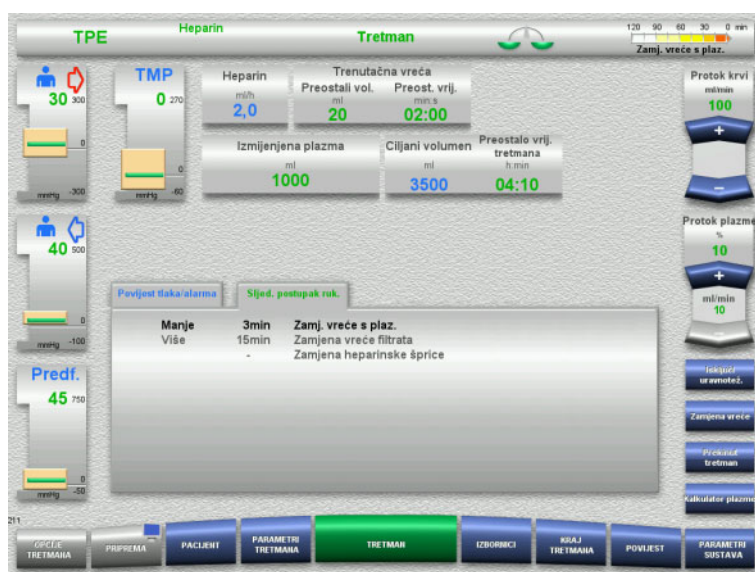 TPE
Heparin
Tretman
120 90 60 30 0 min
Zamj. vreće s plaz.
30 300
0
mmHg -300
TMP
0 270
0
mmHg -60
Heparin
ml/h
2,0
Trenutačna vreća
Preostali vol. Preost. vrij.
ml min:s
20 02:00
Izmijenjena plazma
ml
1000
Ciljani volumen
ml
3500
Preostalo vrij.
tretmana
h:min
04:10
Protok krvi
ml/min
100
+
–
40 500
0
mmHg -100
Protok plazme
%
10
+
ml/min
10
Povijest tlaka/alarma
Sljed. postupak ruk.
Manje 3min Zamj. vreće s plaz.
Više 15min Zamjena vreće filtrata
- Zamjena heparinske šprice
Predf.
45 750
0
mmHg -50
Isključi
uravnotež.
Zamjena vreće
Prekinut
tretman
Kalkulator plazme
211
OPCIJE
TRETMANA
PRIPREMA
PACIJENT
PARAMETRI
TRETMANA
TRETMAN
IZBORNICI
KRAJ
TRETMANA
POVIJEST
PARAMETRI
SUSTAVA